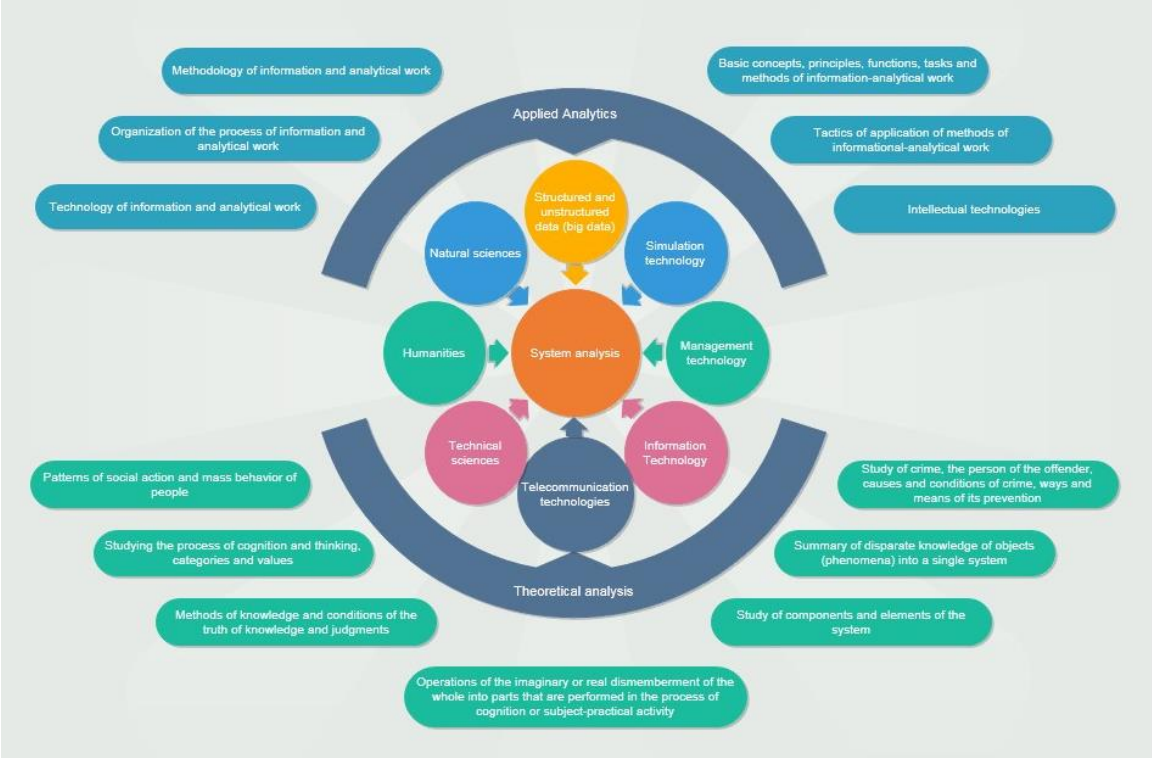 Methodology of information and analytical work
Basic concepts, principles, functions, tasks and
methods of information-analytical work
Applied Analytics
Organization of the process of information and
analytical work
Tactics of application of methods of
informational-analytical work
Technology of information and analytical work
Intellectual technologies
Structured and
unstructured
data (big data)
Natural sciences
Simulation
technology
Humanities
System analysis
Management
technology
Technical
sciences
Information
Technology
Telecommunication
technologies
Patterns of social action and mass behavior of
people
Study of crime, the person of the offender,
causes and conditions of crime, ways and
means of its prevention
Studying the process of cognition and thinking,
categories and values
Summary of disparate knowledge of objects
(phenomena) into a single system
Theoretical analysis
Methods of knowledge and conditions of the
truth of knowledge and judgments
Study of components and elements of the
system
Operations of the imaginary or real dismemberment of the
whole into parts that are performed in the process of
cognition or subject-practical activity